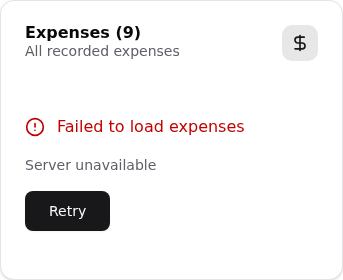 Expenses (9)
All recorded expenses
$
Failed to load expenses
Server unavailable
Retry